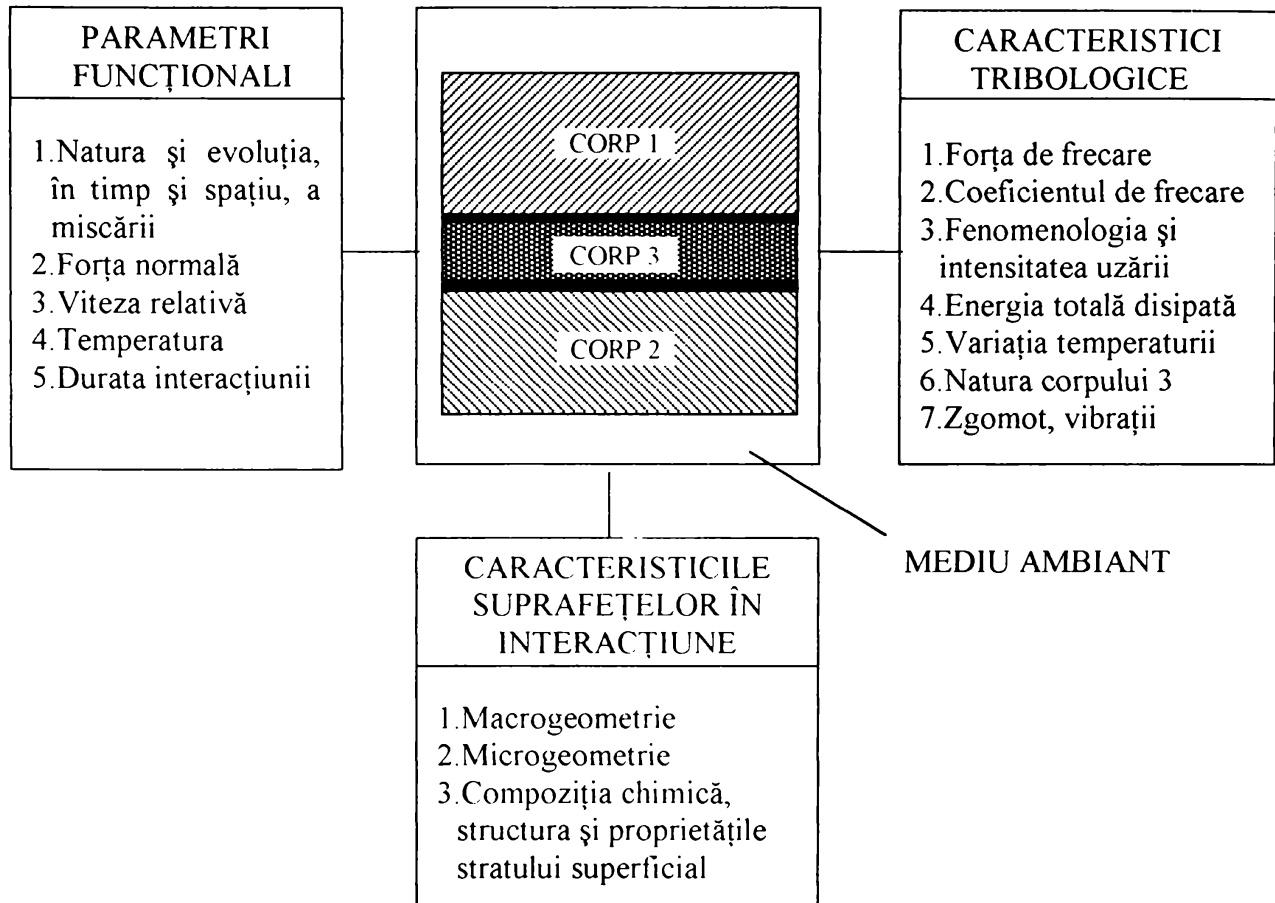 PARAMETRI
FUNCȚIONALI
1.Natura și evoluția,
în timp și spațiu, a
miscării
2.Forța normală
3.Viteza relativă
4.Temperatura
5.Durata interacțiunii
CORP 1
CORP 3
CORP 2
CARACTERISTICI
TRIBOLOGICE
1.Forța de frecare
2.Coeficientul de frecare
3.Fenomenologia și
intensitatea uzării
4.Energia totală disipată
5.Variația temperaturii
6.Natura corpului 3
7.Zgomot, vibrații
MEDIU AMBIANT
CARACTERISTICILE
SUPRAFEȚELOR ÎN
INTERACȚIUNE
1.Macrogeometrie
2.Microgeometrie
3.Compoziția chimică,
structura și proprietățile
stratului superficial